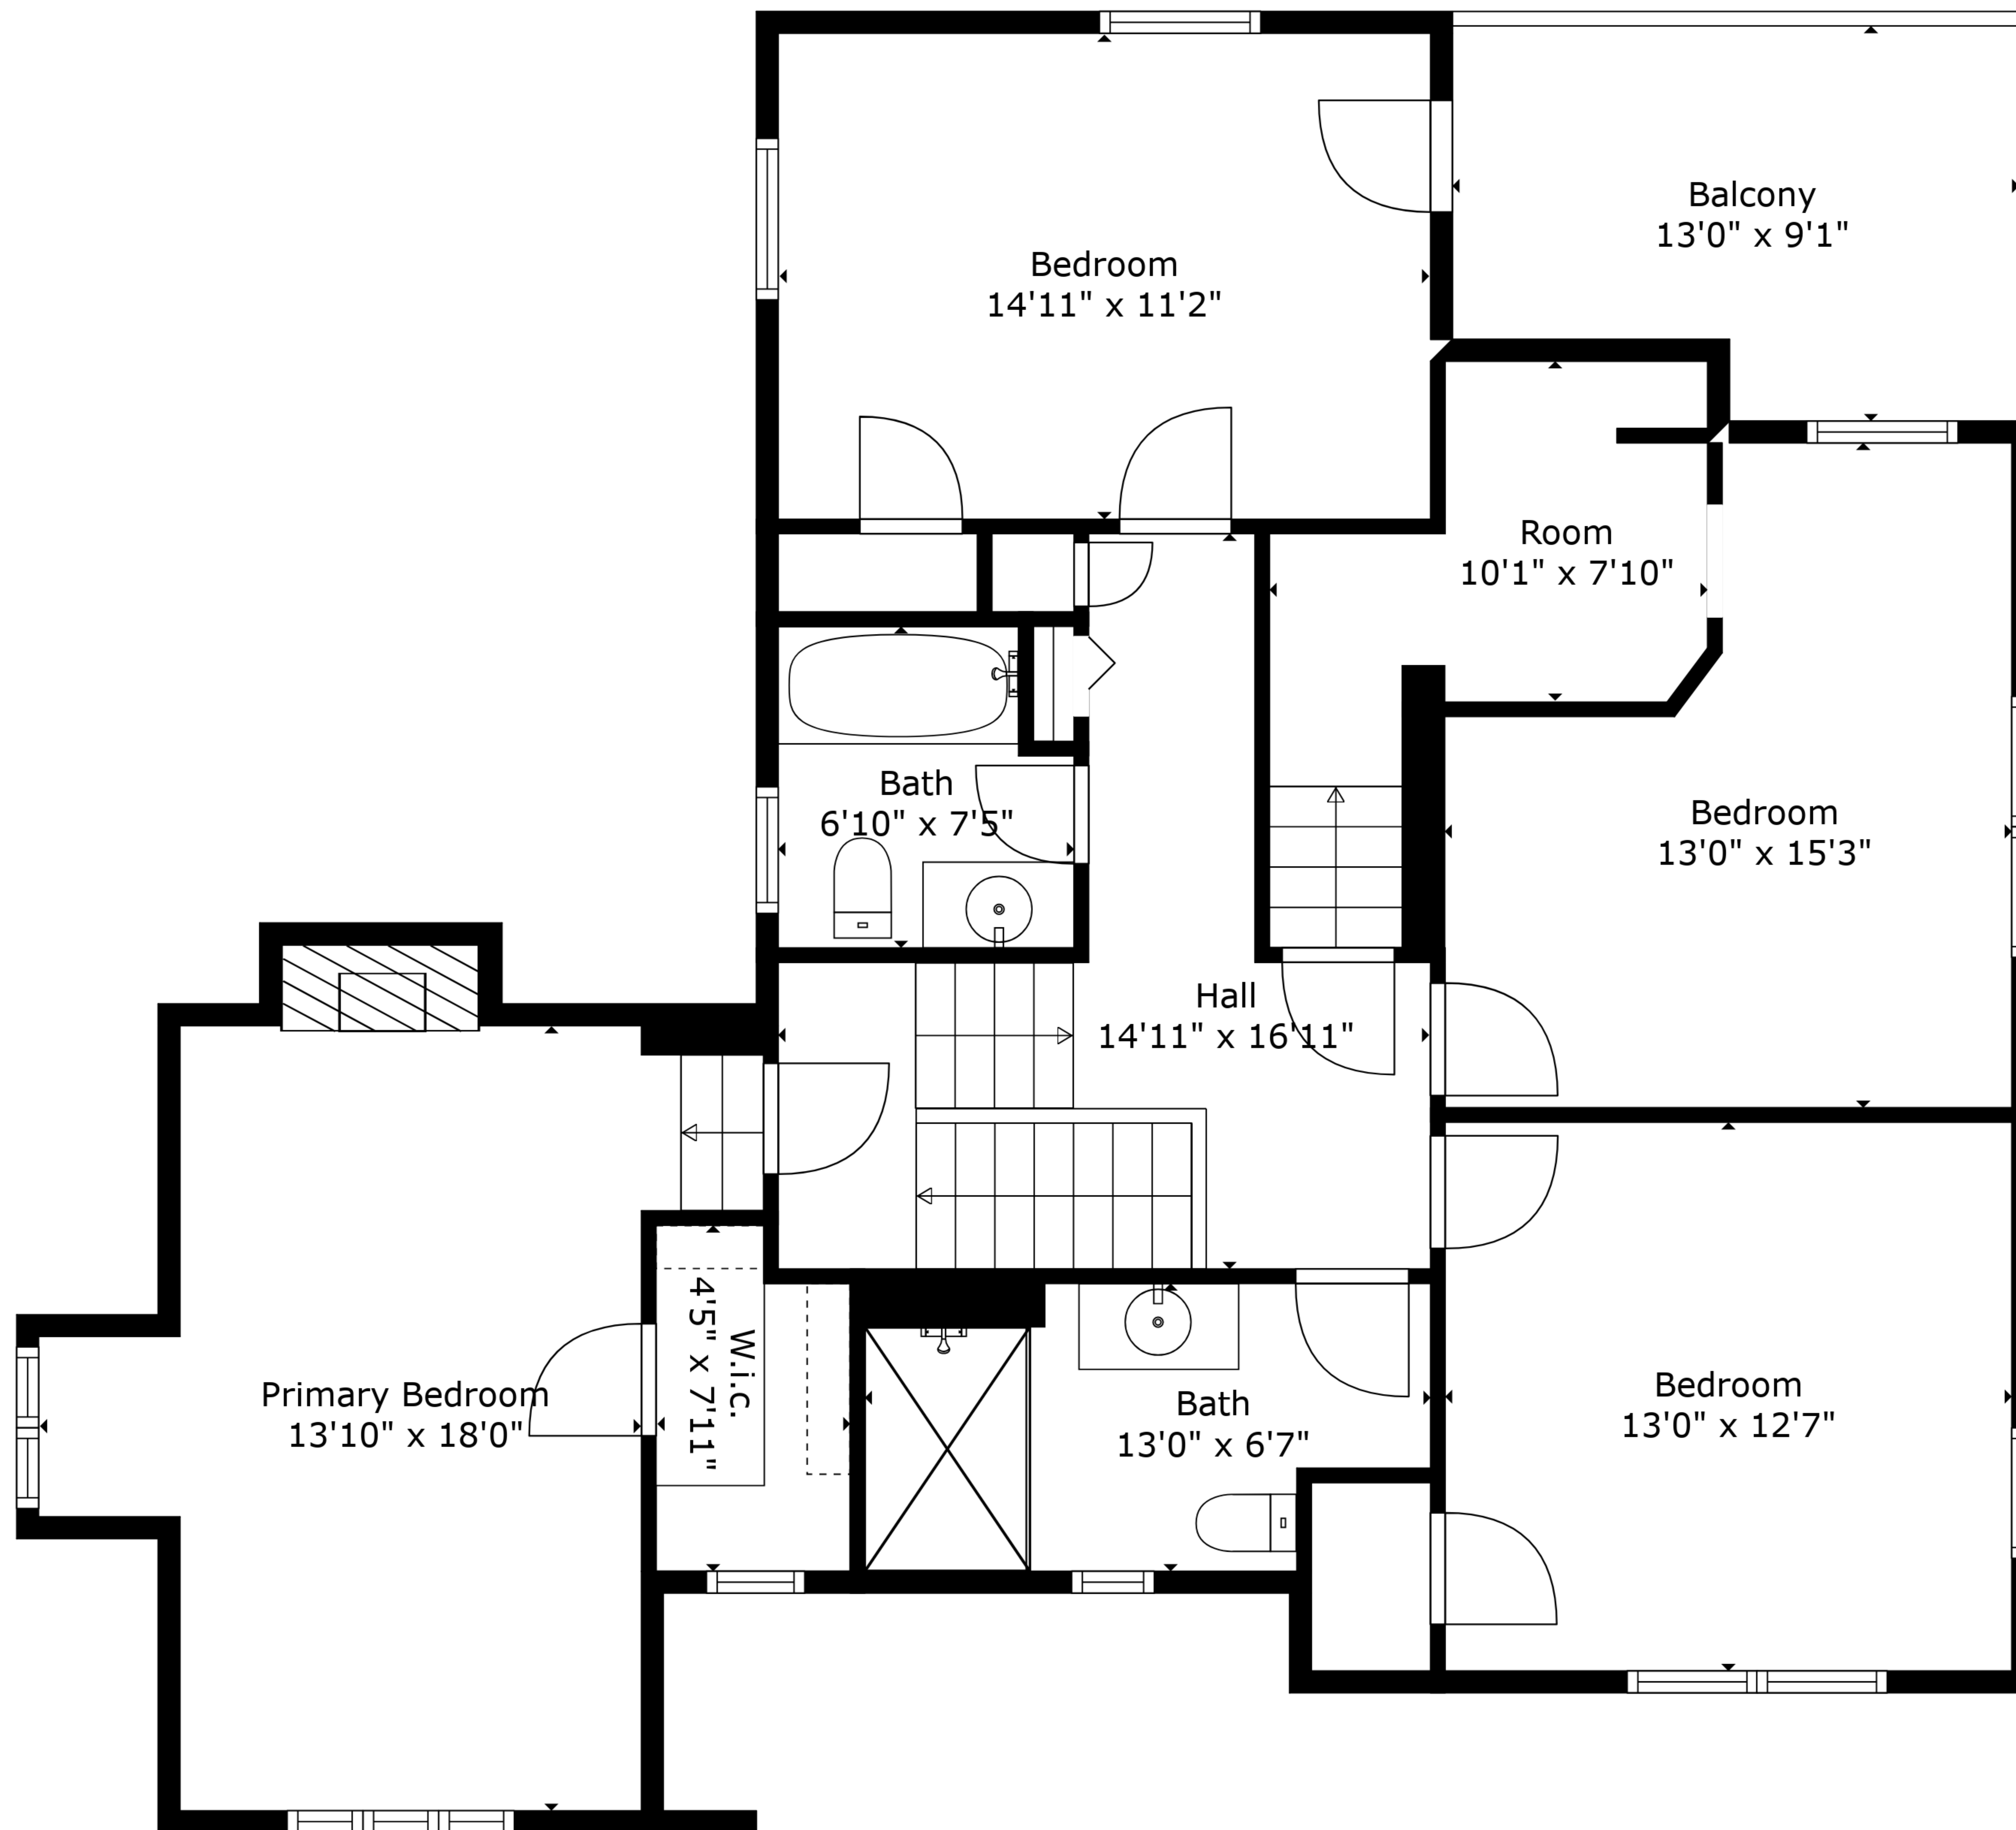 Balcony
13'0" x 9'1"
Bedroom
14'11" x 11'2"
Room
10'1" x 7'10"
Bath
6'10" x 7'5"
Bedroom
13'0" x 15'3"
Hall
14'11" x 16'11"
Primary Bedroom
13'10" x 18'0"
W.i.c.
4'5" x 7'11"
Bath
13'0" x 6'7"
Bedroom
13'0" x 12'7"